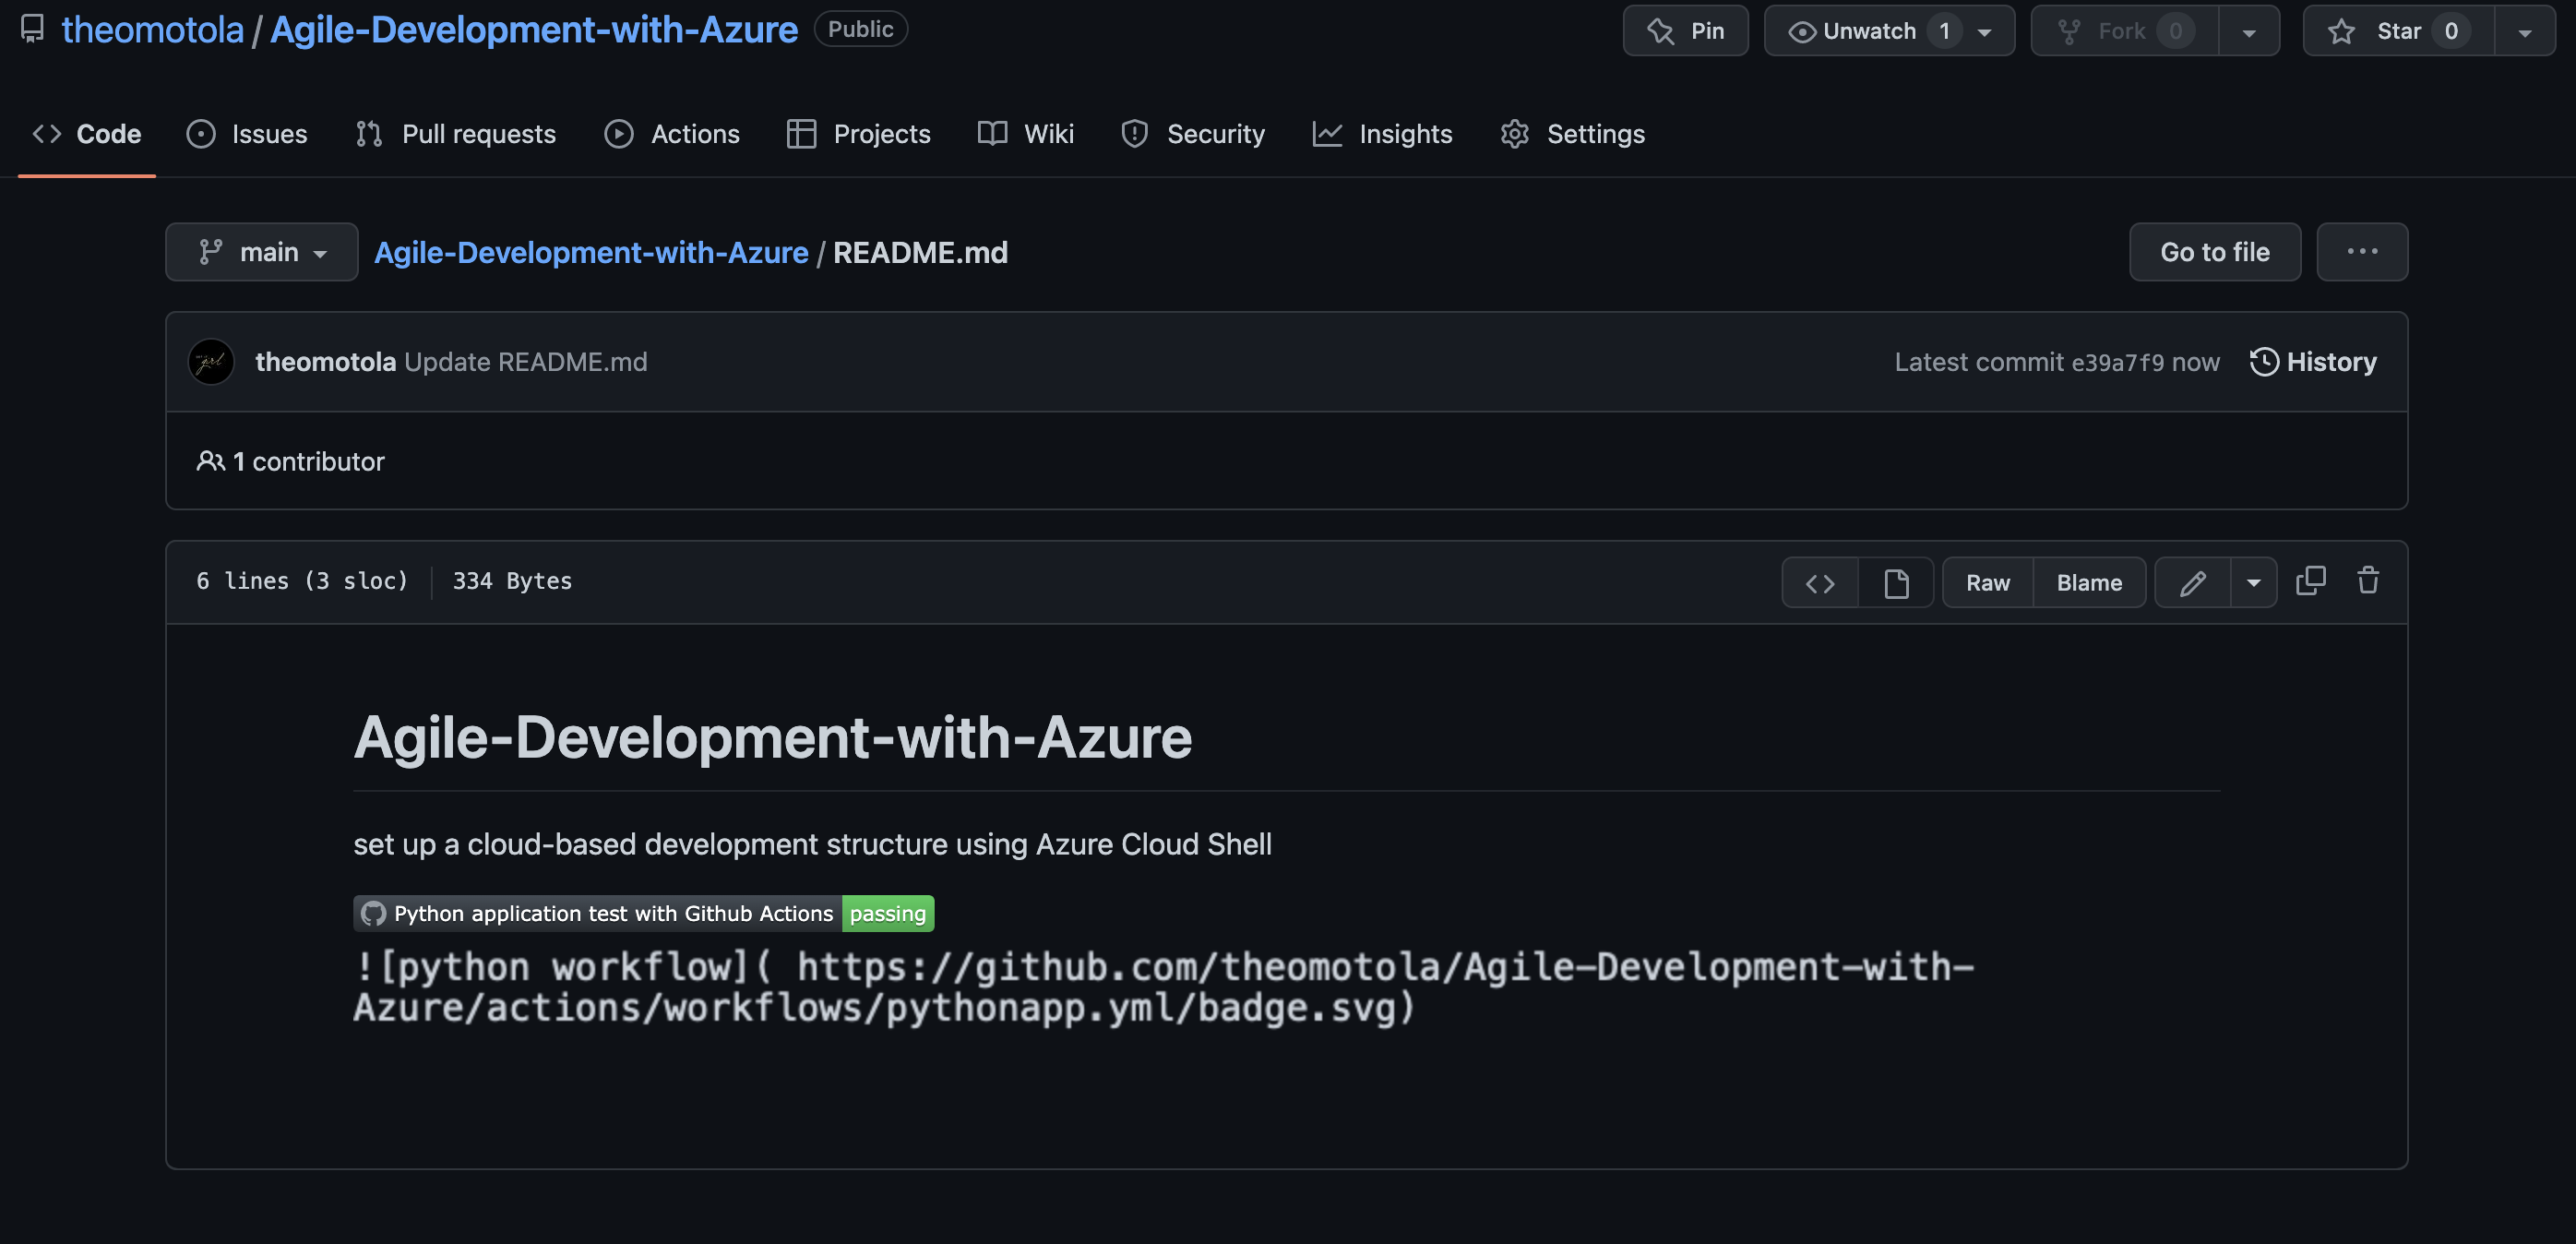 theomotola / Agile-Development-with-Azure Public
Pin Unwatch 1 Fork 0 Star 0
Code Issues Pull requests Actions Projects Wiki Security Insights Settings
main Agile-Development-with-Azure / README.md Go to file ...
theomotola Update README.md Latest commit e39a7f9 now History
1 contributor
6 lines (3 sloc) 334 Bytes Raw Blame
Agile-Development-with-Azure
set up a cloud-based development structure using Azure Cloud Shell
Python application test with Github Actions passing
![python workflow]( https://github.com/theomotola/Agile-Development-with-
Azure/actions/workflows/pythonapp.yml/badge.svg)